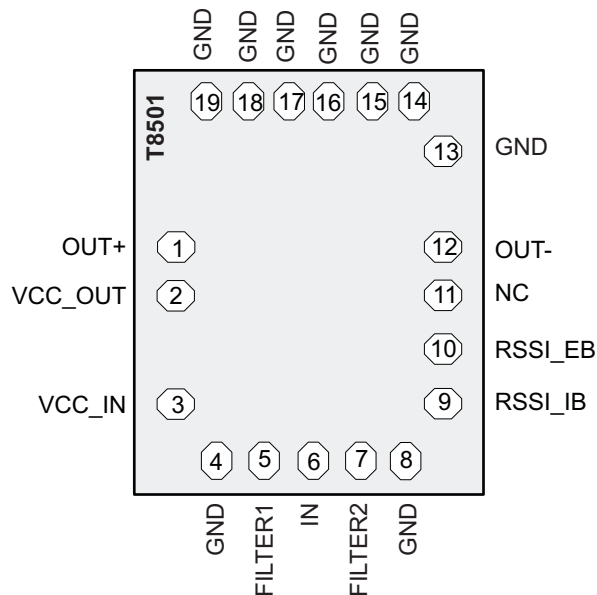 GND GND GND GND GND GND
19 18 17 16 15 14
T8501
13 GND
OUT+ 1 12 OUT-
VCC_OUT 2 11 NC
10 RSSI_EB
VCC_IN 3 9 RSSI_IB
4 5 6 7 8
GND FILTER1 IN FILTER2 GND